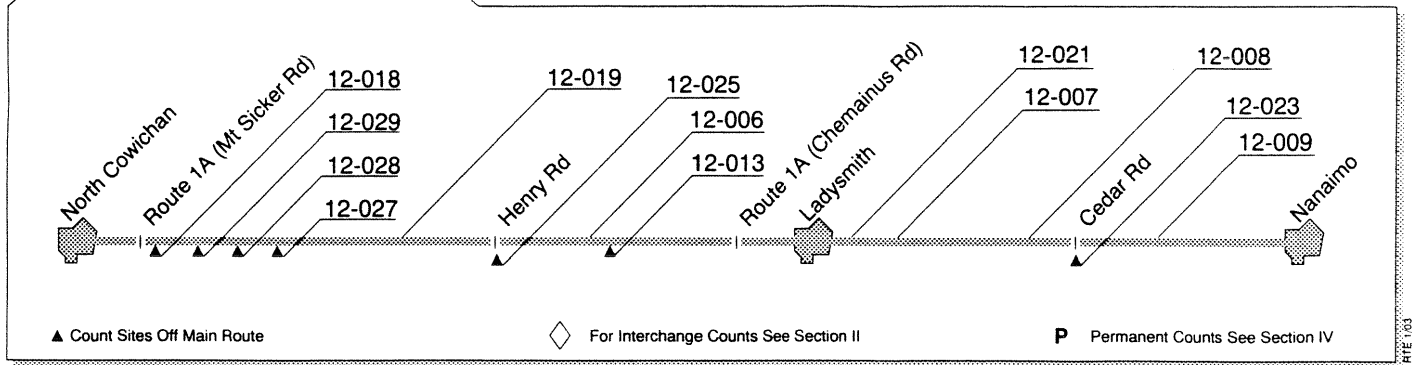 North Cowichan
Route 1A (Mt Sicker Rd)
12-018
12-029
12-028
12-027
12-019
Henry Rd
12-025
12-006
12-013
Route 1A (Chemainus Rd)
Ladysmith
12-021
12-007
12-008
Cedar Rd
12-023
12-009
Nanaimo
▲ Count Sites Off Main Route
◇ For Interchange Counts See Section II
P Permanent Counts See Section IV
RTE 1/03